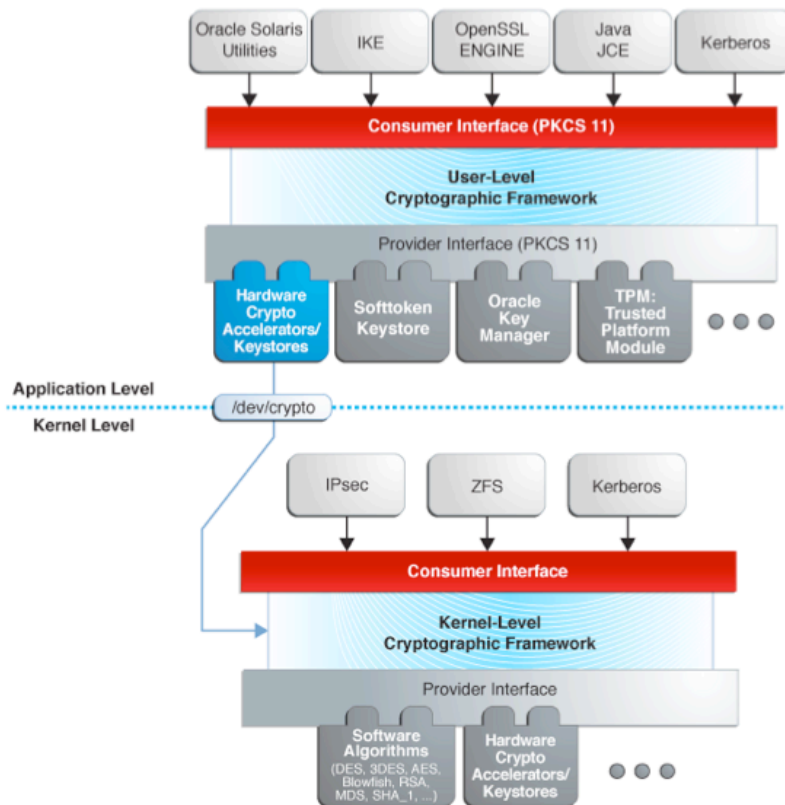 Oracle Solaris
Utilities
IKE
OpenSSL
ENGINE
Java
JCE
Kerberos
Consumer Interface (PKCS 11)
User-Level
Cryptographic Framework
Provider Interface (PKCS 11)
Hardware
Crypto
Accelerators/
Keystores
Softtoken
Keystore
Oracle
Key
Manager
TPM:
Trusted
Platform
Module
Application Level
/dev/crypto
Kernel Level
IPsec
ZFS
Kerberos
Consumer Interface
Kernel-Level
Cryptographic Framework
Provider Interface
Software
Algorithms
(DES, 3DES, AES,
Blowfish, RSA,
MDS, SHA_1, ...)
Hardware
Crypto
Accelerators/
Keystores